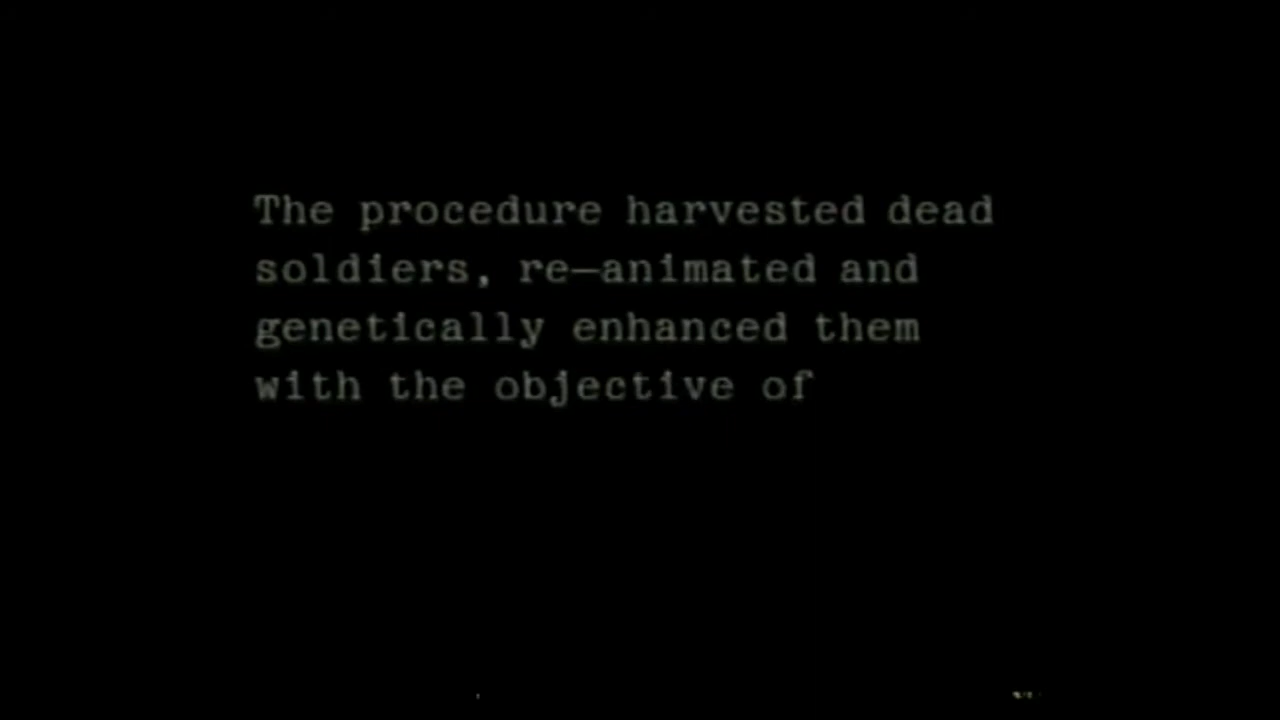 The procedure harvested dead
soldiers, re—animated and
genetically enhanced them
with the objective of